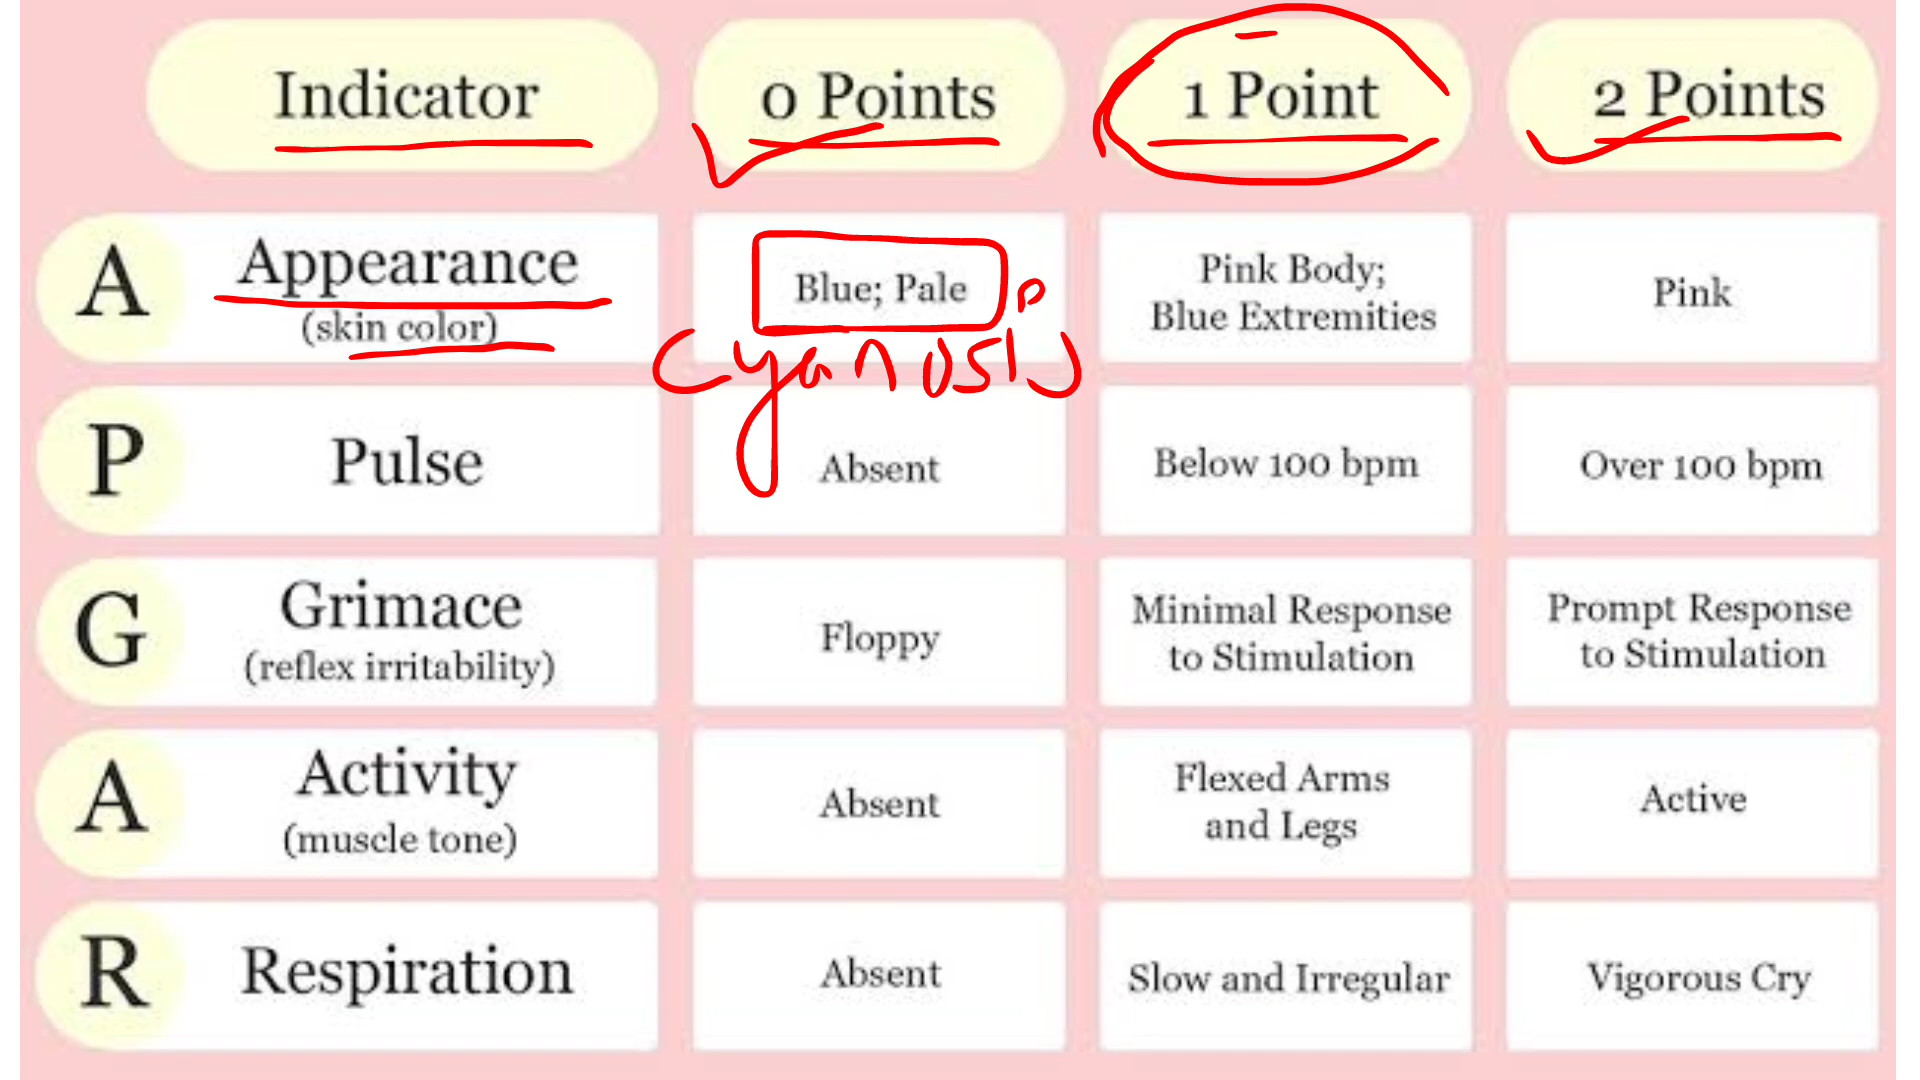 Indicator 0 Points 1 Point 2 Points
A Appearance (skin color) Blue; Pale Pink Body; Blue Extremities Pink
Cyanosis
P Pulse Absent Below 100 bpm Over 100 bpm
G Grimace (reflex irritability) Floppy Minimal Response to Stimulation Prompt Response to Stimulation
A Activity (muscle tone) Absent Flexed Arms and Legs Active
R Respiration Absent Slow and Irregular Vigorous Cry